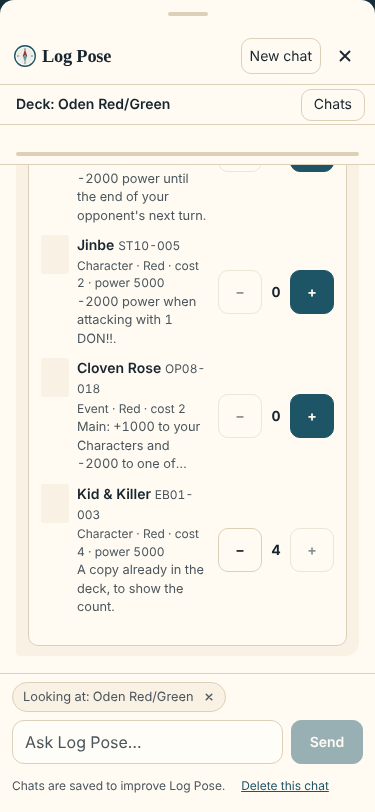 Log Pose
New chat
✕
Deck: Oden Red/Green
Chats
-2000 power until
the end of your
opponent's next turn.
Jinbe ST10-005
Character · Red · cost
2 · power 5000
-2000 power when
attacking with 1
DON!!.
− 0 +
Cloven Rose OP08-
018
Event · Red · cost 2
Main: +1000 to your
Characters and
-2000 to one of...
− 0 +
Kid & Killer EB01-
003
Character · Red · cost
4 · power 5000
A copy already in the
deck, to show the
count.
− 4 +
Looking at: Oden Red/Green ✕
Ask Log Pose...
Send
Chats are saved to improve Log Pose. Delete this chat